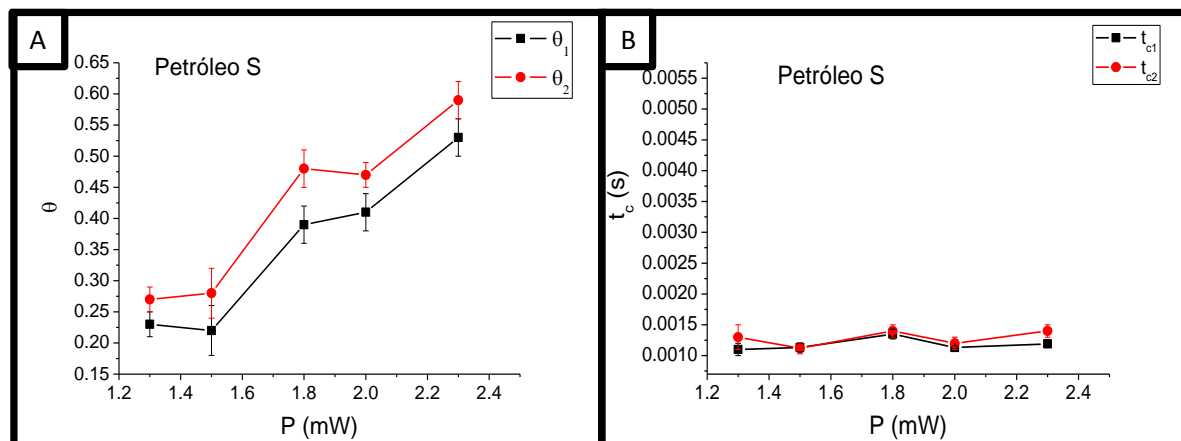 A
Petróleo S
θ1
θ2
0.65
0.60
0.55
0.50
0.45
0.40
0.35
0.30
0.25
0.20
0.15
θ
1.2 1.4 1.6 1.8 2.0 2.2 2.4
P (mW)
B
Petróleo S
tc1
tc2
0.0055
0.0050
0.0045
0.0040
0.0035
0.0030
0.0025
0.0020
0.0015
0.0010
tc (s)
1.2 1.4 1.6 1.8 2.0 2.2 2.4
P (mW)